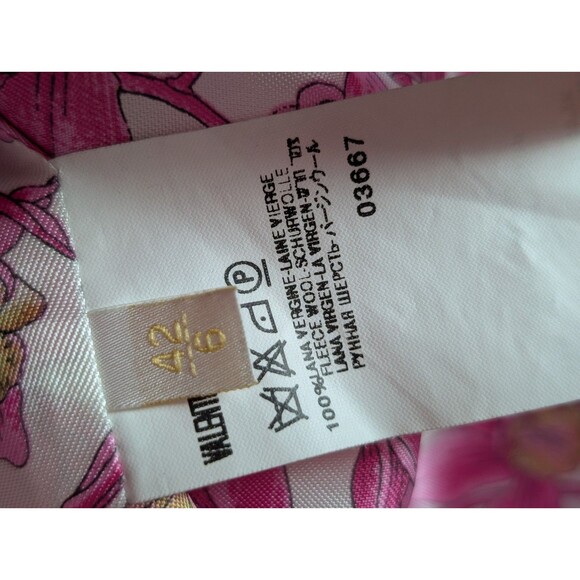 42
6
VALENTI
P
100%LANA VERGINE-LAINE VIERGE
FLEECE WOOL-SCHURWOLLE
LANA VIRGEN-LA VIRGEN-
РУННАЯ ШЕРСТЬ-バージンウール
03667